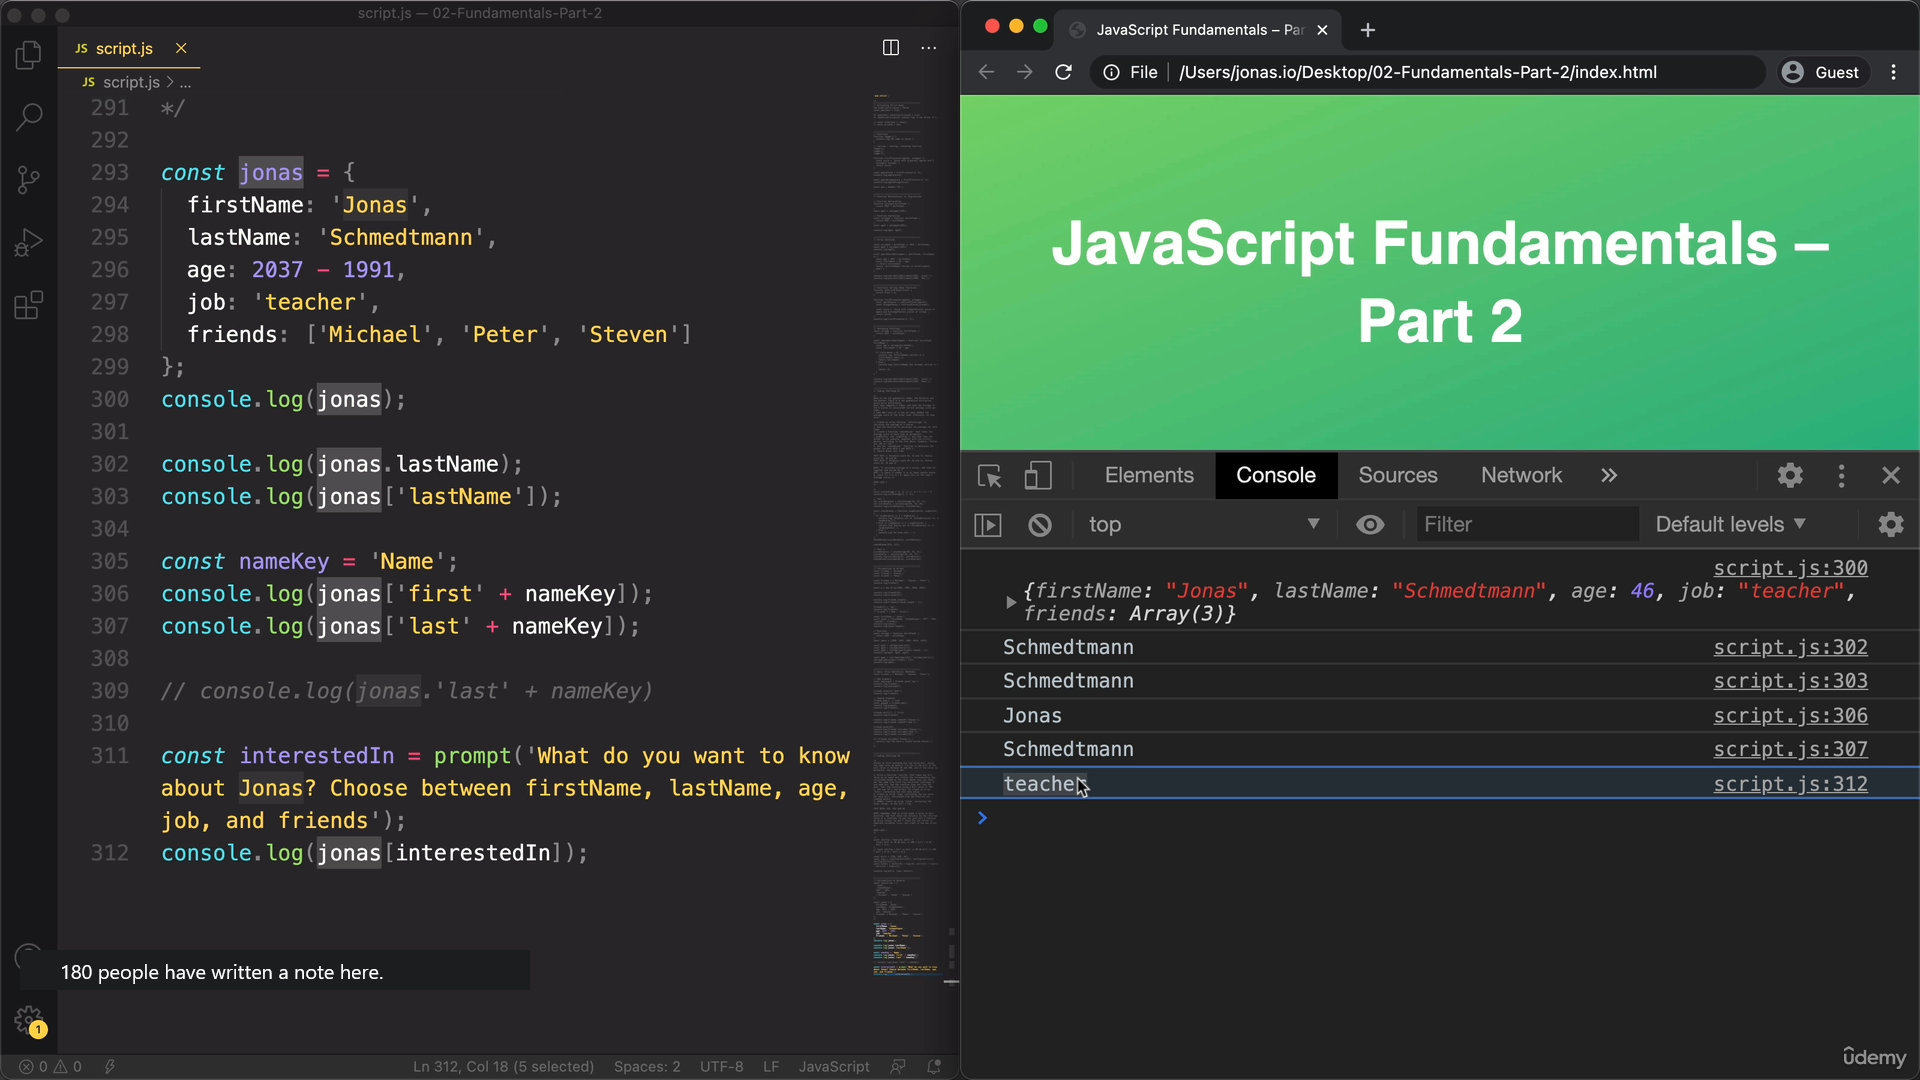 script.js — 02-Fundamentals-Part-2
JS script.js ×
JS script.js > ...
291 */
292
293 const jonas = {
294 firstName: 'Jonas',
295 lastName: 'Schmedtmann',
296 age: 2037 - 1991,
297 job: 'teacher',
298 friends: ['Michael', 'Peter', 'Steven']
299 };
300 console.log(jonas);
301
302 console.log(jonas.lastName);
303 console.log(jonas['lastName']);
304
305 const nameKey = 'Name';
306 console.log(jonas['first' + nameKey]);
307 console.log(jonas['last' + nameKey]);
308
309 // console.log(jonas.'last' + nameKey)
310
311 const interestedIn = prompt('What do you want to know
about Jonas? Choose between firstName, lastName, age,
job, and friends');
312 console.log(jonas[interestedIn]);
180 people have written a note here.
1
0 0
Ln 312, Col 18 (5 selected) Spaces: 2 UTF-8 LF JavaScript
JavaScript Fundamentals – Par
File /Users/jonas.io/Desktop/02-Fundamentals-Part-2/index.html Guest
JavaScript Fundamentals –
Part 2
Elements Console Sources Network »
top Filter Default levels
script.js:300
{firstName: "Jonas", lastName: "Schmedtmann", age: 46, job: "teacher",
friends: Array(3)}
Schmedtmann script.js:302
Schmedtmann script.js:303
Jonas script.js:306
Schmedtmann script.js:307
teacher script.js:312
ûdemy